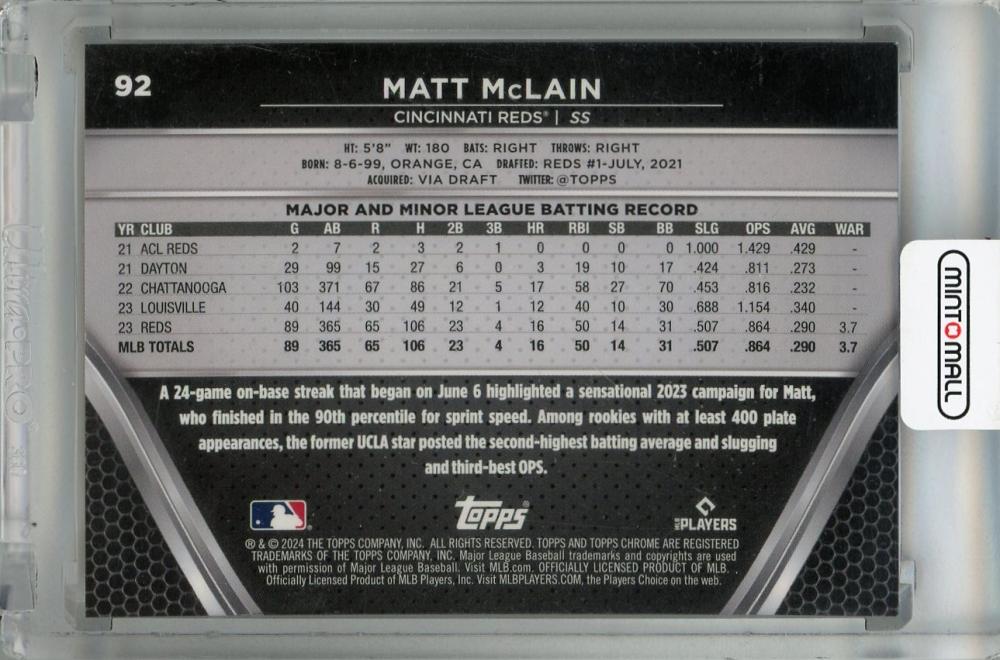 92
MATT McLAIN
CINCINNATI REDS® | SS
HT: 5'8" WT: 180 BATS: RIGHT THROWS: RIGHT
BORN: 8-6-99, ORANGE, CA DRAFTED: REDS #1-JULY, 2021
ACQUIRED: VIA DRAFT TWITTER: @TOPPS
MAJOR AND MINOR LEAGUE BATTING RECORD
YR CLUB G AB R H 2B 3B HR RBI SB BB SLG OPS AVG WAR
21 ACL REDS 2 7 2 3 2 1 0 0 0 0 1.000 1.429 .429 -
21 DAYTON 29 99 15 27 6 0 3 19 10 17 .424 .811 .273 -
22 CHATTANOOGA 103 371 67 86 21 5 17 58 27 70 .453 .816 .232 -
23 LOUISVILLE 40 144 30 49 12 1 12 40 10 30 .688 1.154 .340 -
23 REDS 89 365 65 106 23 4 16 50 14 31 .507 .864 .290 3.7
MLB TOTALS 89 365 65 106 23 4 16 50 14 31 .507 .864 .290 3.7
A 24-game on-base streak that began on June 6 highlighted a sensational 2023 campaign for Matt,
who finished in the 90th percentile for sprint speed. Among rookies with at least 400 plate
appearances, the former UCLA star posted the second-highest batting average and slugging
and third-best OPS.
Topps®
MLB PLAYERS
® & © 2024 THE TOPPS COMPANY, INC. ALL RIGHTS RESERVED. TOPPS AND TOPPS CHROME ARE REGISTERED
TRADEMARKS OF THE TOPPS COMPANY, INC. Major League Baseball trademarks and copyrights are used
with permission of Major League Baseball. Visit MLB.com. OFFICIALLY LICENSED PRODUCT OF MLB.
Officially Licensed Product of MLB Players, Inc. Visit MLBPLAYERS.COM, the Players Choice on the web.
MINTOMALL
Ultra·PRO®